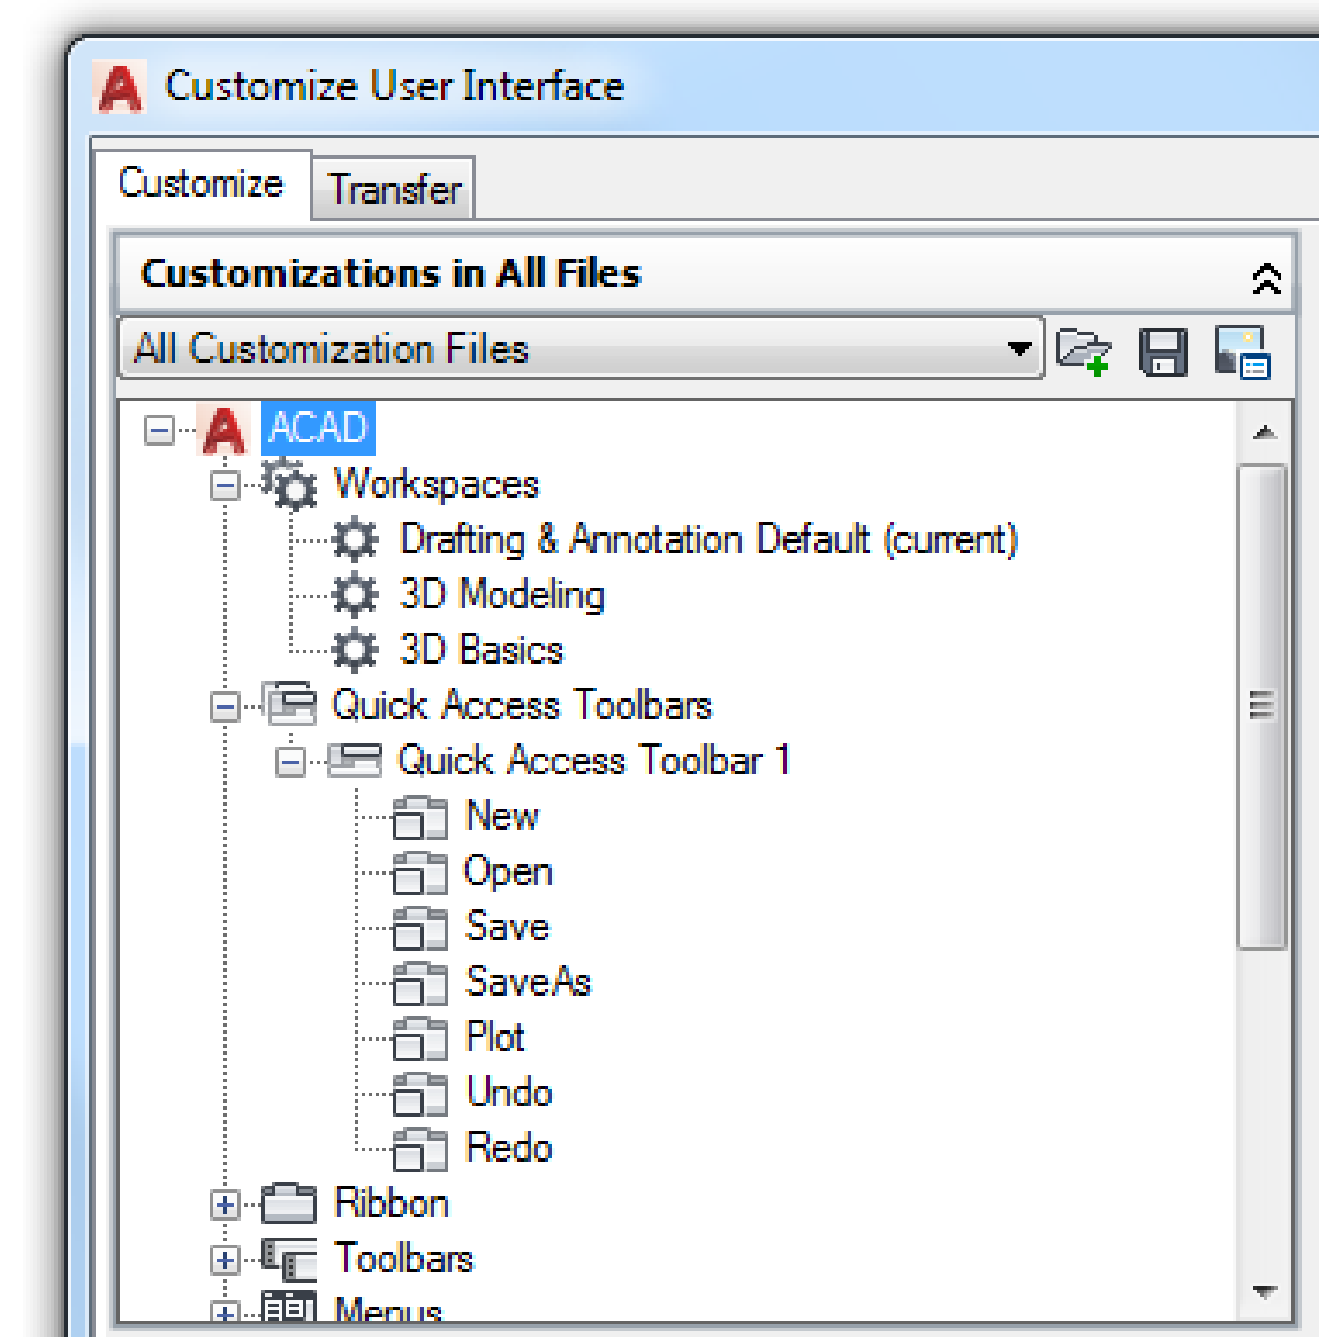 Customize User Interface
Customize Transfer
Customizations in All Files
All Customization Files
ACAD
Workspaces
Drafting & Annotation Default (current)
3D Modeling
3D Basics
Quick Access Toolbars
Quick Access Toolbar 1
New
Open
Save
SaveAs
Plot
Undo
Redo
Ribbon
Toolbars
Menus